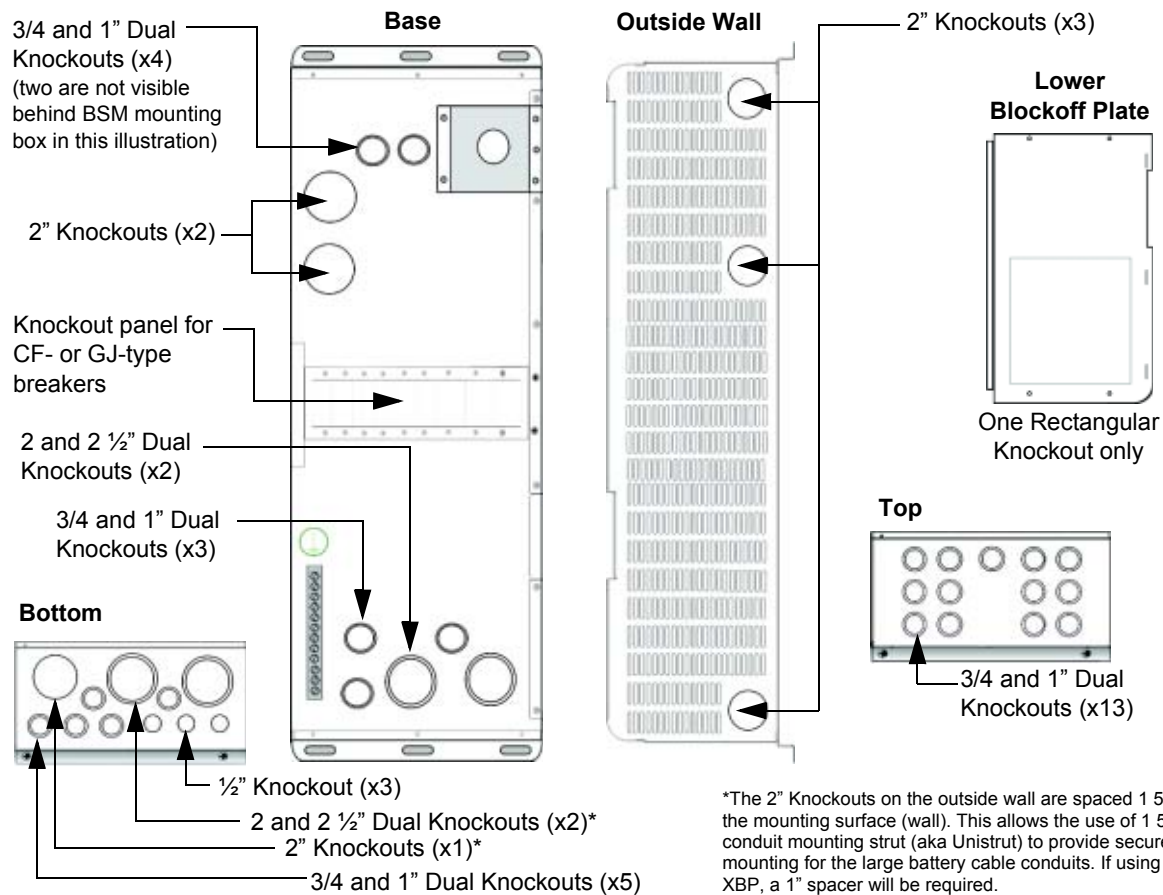 3/4 and 1” Dual
Knockouts (x4)
(two are not visible
behind BSM mounting
box in this illustration)
Base
Outside Wall
2” Knockouts (x3)
Lower
Blockoff Plate
2” Knockouts (x2)
Knockout panel for
CF- or GJ-type
breakers
One Rectangular
Knockout only
2 and 2 ½” Dual
Knockouts (x2)
3/4 and 1” Dual
Knockouts (x3)
Top
3/4 and 1” Dual
Knockouts (x13)
Bottom
½” Knockout (x3)
2 and 2 ½” Dual Knockouts (x2)*
2” Knockouts (x1)*
3/4 and 1” Dual Knockouts (x5)
*The 2” Knockouts on the outside wall are spaced 1 5
the mounting surface (wall). This allows the use of 1 5
conduit mounting strut (aka Unistrut) to provide secure
mounting for the large battery cable conduits. If using
XBP, a 1” spacer will be required.